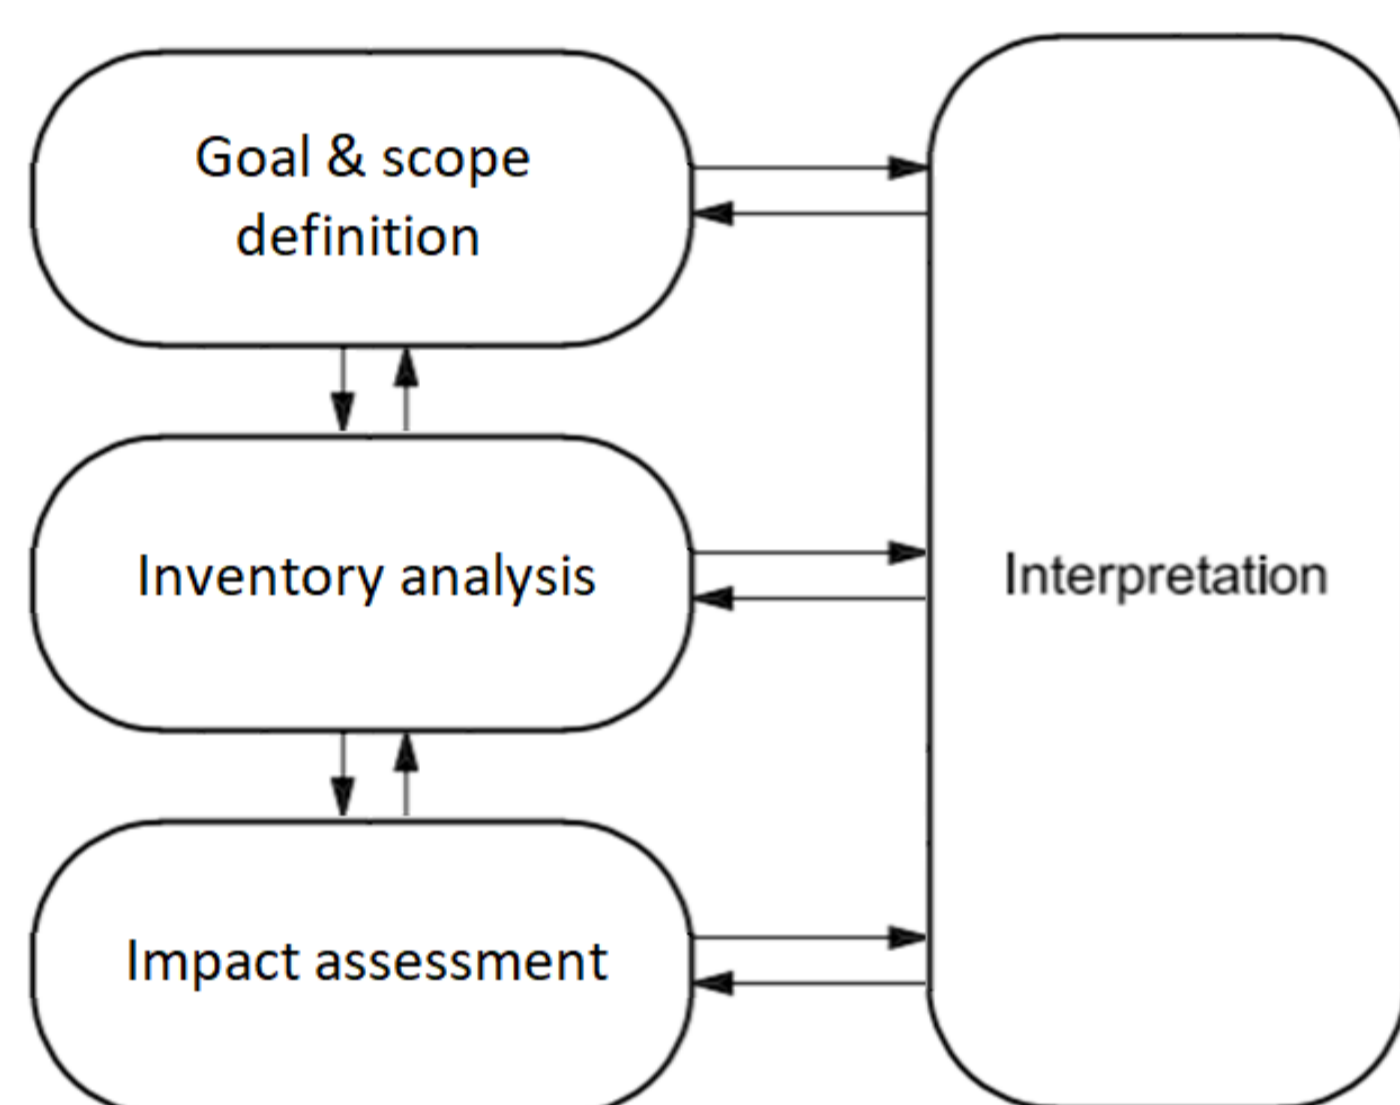 Goal & scope
definition
Inventory analysis
Interpretation
Impact assessment